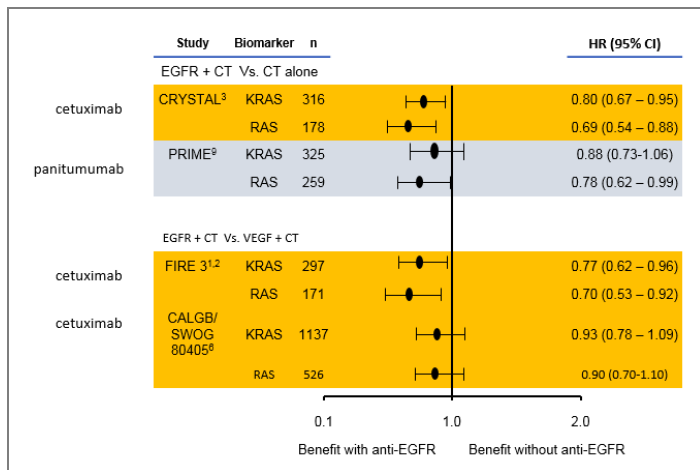 Study Biomarker n HR (95% CI)
EGFR + CT Vs. CT alone
cetuximab CRYSTAL³ KRAS 316 0.80 (0.67 – 0.95)
RAS 178 0.69 (0.54 – 0.88)
panitumumab PRIME⁹ KRAS 325 0.88 (0.73-1.06)
RAS 259 0.78 (0.62 – 0.99)
EGFR + CT Vs. VEGF + CT
cetuximab FIRE 3¹·² KRAS 297 0.77 (0.62 – 0.96)
RAS 171 0.70 (0.53 – 0.92)
cetuximab CALGB/
SWOG KRAS 1137 0.93 (0.78 – 1.09)
80405⁶
RAS 526 0.90 (0.70-1.10)
0.1 1.0 2.0
Benefit with anti-EGFR Benefit without anti-EGFR